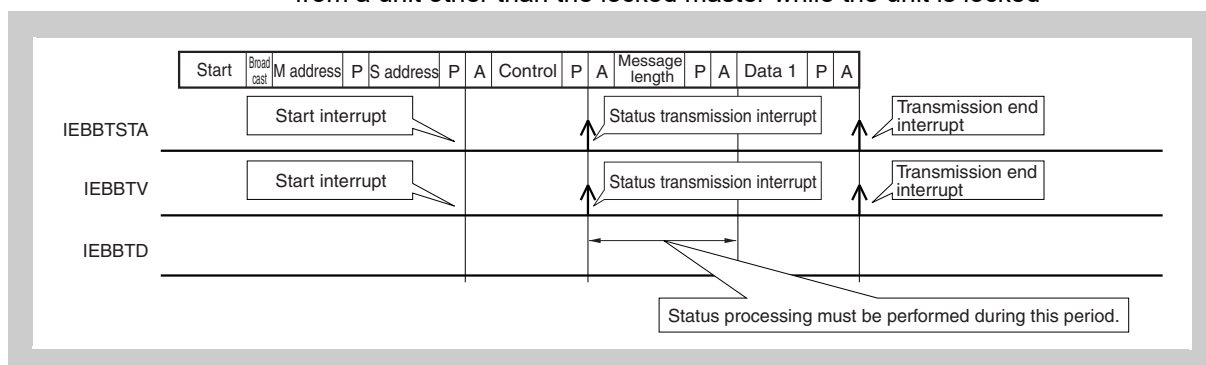 from a unit other than the locked master while the unit is locked
Start Broad cast M address P S address P A Control P A Message length P A Data 1 P A
IEBBTSTA
Start interrupt
Status transmission interrupt
Transmission end
interrupt
IEBBTV
Start interrupt
Status transmission interrupt
Transmission end
interrupt
IEBBTD
Status processing must be performed during this period.